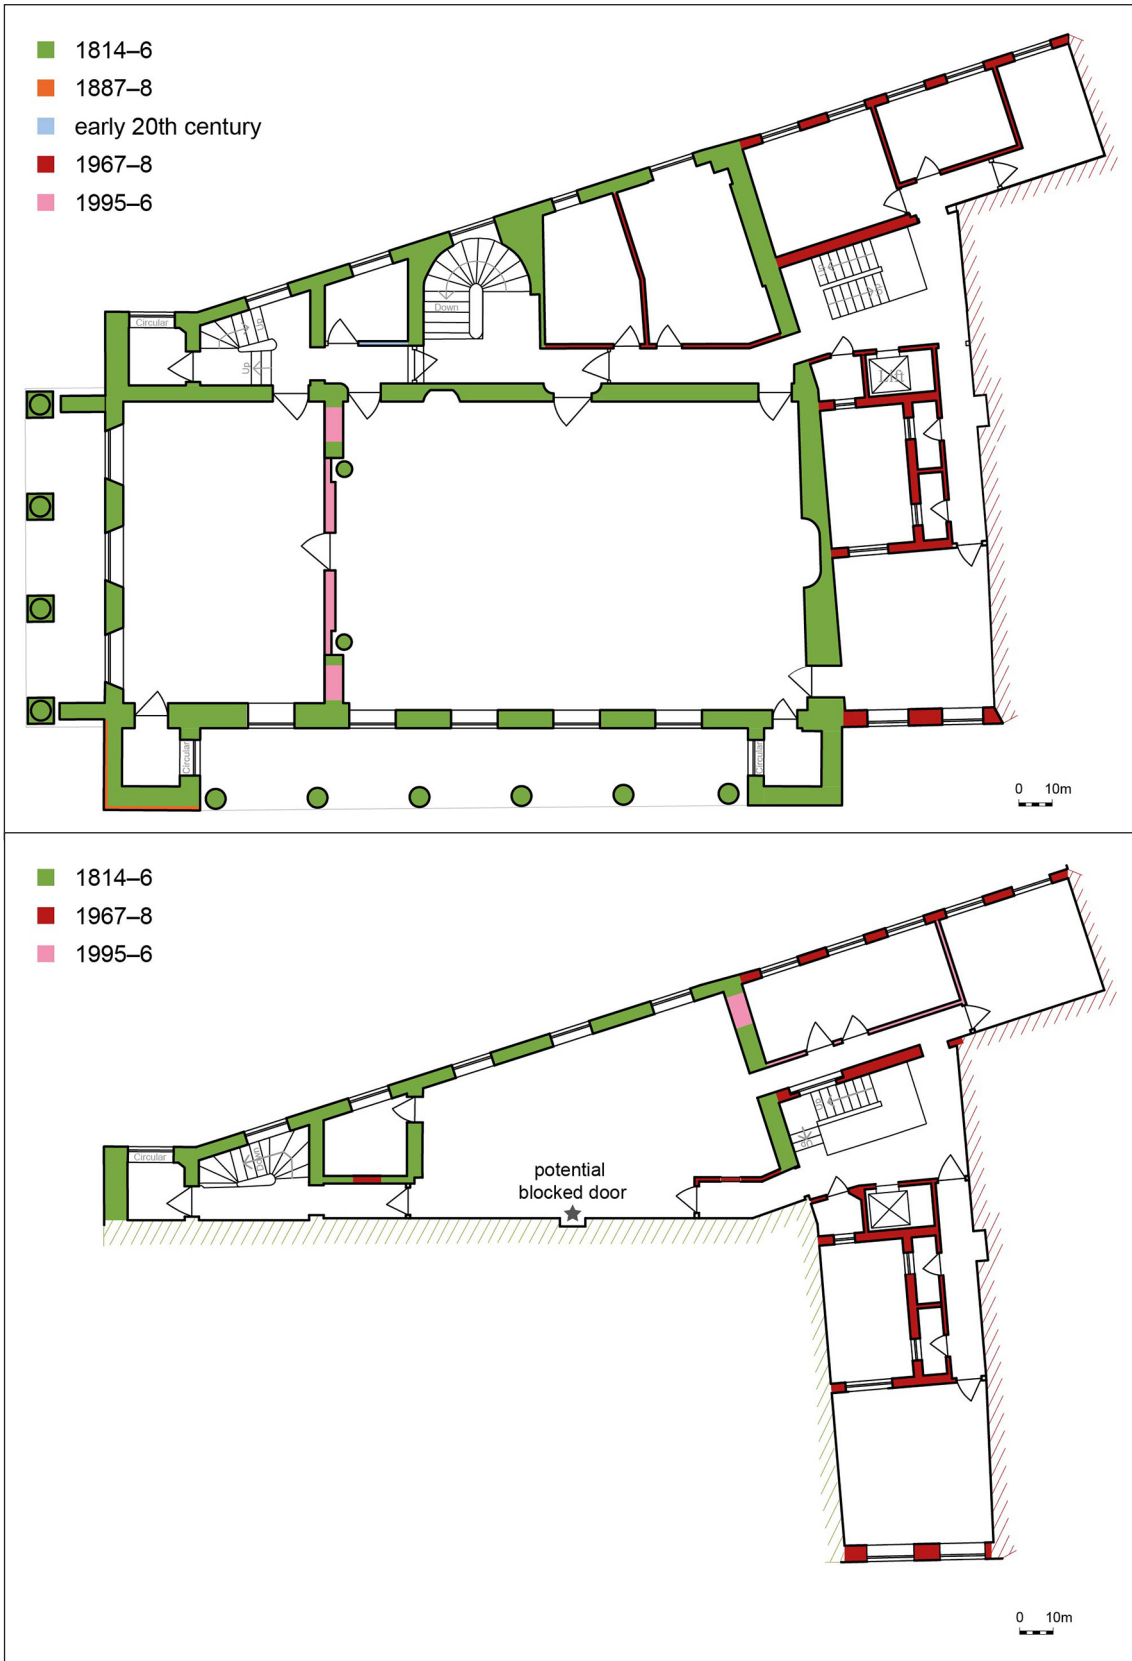 1814–6
1887–8
early 20th century
1967–8
1995–6
Circular
Up
Up
Down
Up
Lift
Circular
Circular
0 10m
1814–6
1967–8
1995–6
Circular
Down
Up
potential
blocked door
0 10m